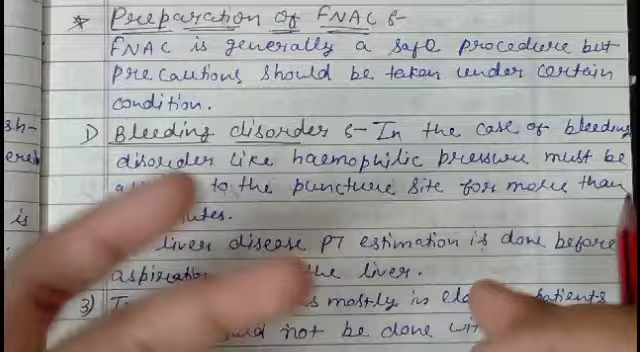 * Preparation of FNAC :-
FNAC is generally a safe procedure but
precautions should be taken under certain
condition.
sh- 1) Bleeding disorder :- In the case of bleeding
disorder like haemophilic pressure must be
to the puncture site for more than
is
liver disease PT estimation is done before
the liver.
3) mostly in patients
not be done